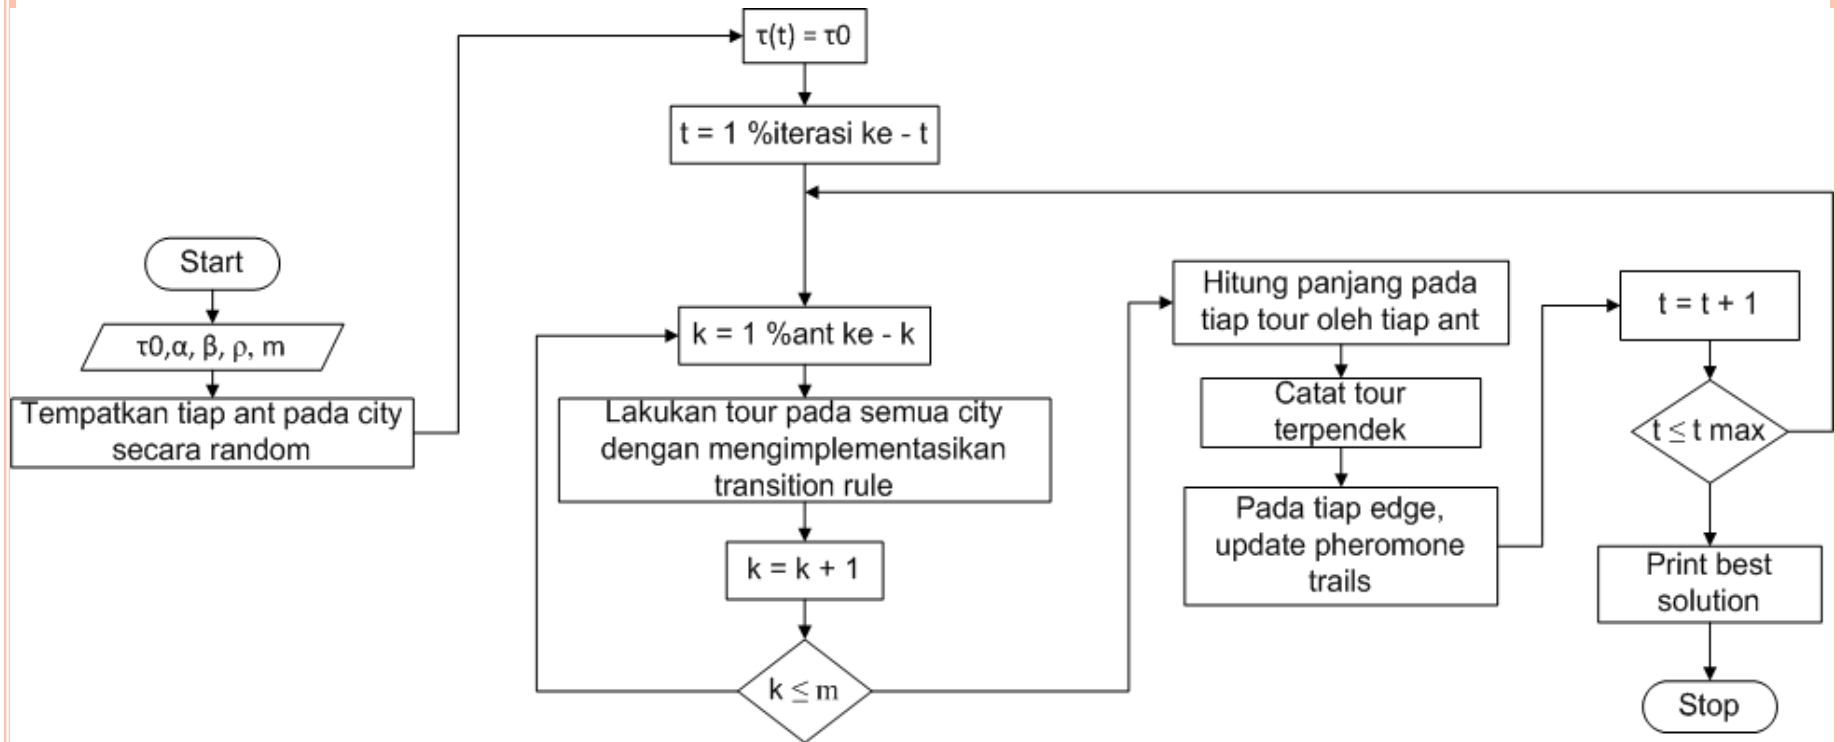 Start
τ0,α, β, ρ, m
Tempatkan tiap ant pada city
secara random
τ(t) = τ0
t = 1 %iterasi ke - t
k = 1 %ant ke - k
Lakukan tour pada semua city
dengan mengimplementasikan
transition rule
k = k + 1
k ≤ m
Hitung panjang pada
tiap tour oleh tiap ant
Catat tour
terpendek
Pada tiap edge,
update pheromone
trails
t = t + 1
t ≤ t max
Print best
solution
Stop